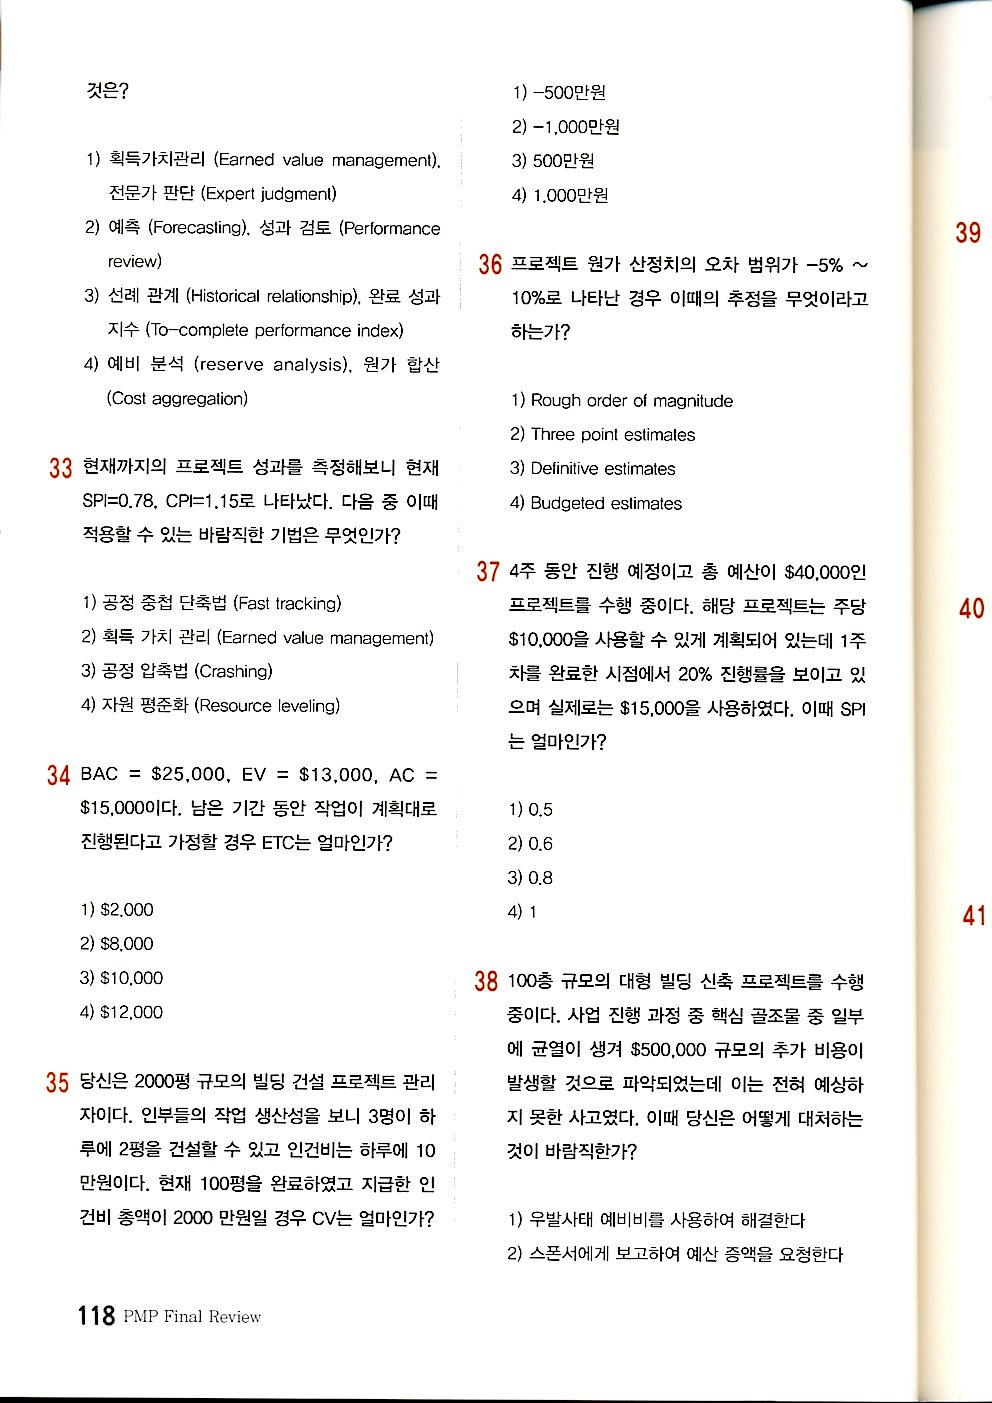 것은?
1) 획득가치관리 (Earned value management),
전문가 판단 (Expert judgment)
2) 예측 (Forecasting), 성과 검토 (Performance
review)
3) 선례 관계 (Historical relationship), 완료 성과
지수 (To-complete performance index)
4) 예비 분석 (reserve analysis), 원가 합산
(Cost aggregation)
33 현재까지의 프로젝트 성과를 측정해보니 현재
SPI=0.78, CPI=1.15로 나타났다. 다음 중 이때
적용할 수 있는 바람직한 기법은 무엇인가?
1) 공정 중첩 단축법 (Fast tracking)
2) 획득 가치 관리 (Earned value management)
3) 공정 압축법 (Crashing)
4) 자원 평준화 (Resource leveling)
34 BAC = $25,000, EV = $13,000, AC =
$15,000이다. 남은 기간 동안 작업이 계획대로
진행된다고 가정할 경우 ETC는 얼마인가?
1) $2,000
2) $8,000
3) $10,000
4) $12,000
35 당신은 2000평 규모의 빌딩 건설 프로젝트 관리
자이다. 인부들의 작업 생산성을 보니 3명이 하
루에 2평을 건설할 수 있고 인건비는 하루에 10
만원이다. 현재 100평을 완료하였고 지급한 인
건비 총액이 2000 만원일 경우 CV는 얼마인가?
1) -500만원
2) -1,000만원
3) 500만원
4) 1,000만원
36 프로젝트 원가 산정치의 오차 범위가 -5% ~
10%로 나타난 경우 이때의 추정을 무엇이라고
하는가?
1) Rough order of magnitude
2) Three point estimates
3) Definitive estimates
4) Budgeted estimates
37 4주 동안 진행 예정이고 총 예산이 $40,000인
프로젝트를 수행 중이다. 해당 프로젝트는 주당
$10,000을 사용할 수 있게 계획되어 있는데 1주
차를 완료한 시점에서 20% 진행률을 보이고 있
으며 실제로는 $15,000을 사용하였다. 이때 SPI
는 얼마인가?
1) 0.5
2) 0.6
3) 0.8
4) 1
38 100층 규모의 대형 빌딩 신축 프로젝트를 수행
중이다. 사업 진행 과정 중 핵심 골조물 중 일부
에 균열이 생겨 $500,000 규모의 추가 비용이
발생할 것으로 파악되었는데 이는 전혀 예상하
지 못한 사고였다. 이때 당신은 어떻게 대처하는
것이 바람직한가?
1) 우발사태 예비비를 사용하여 해결한다
2) 스폰서에게 보고하여 예산 증액을 요청한다
118 PMP Final Review
39
40
41